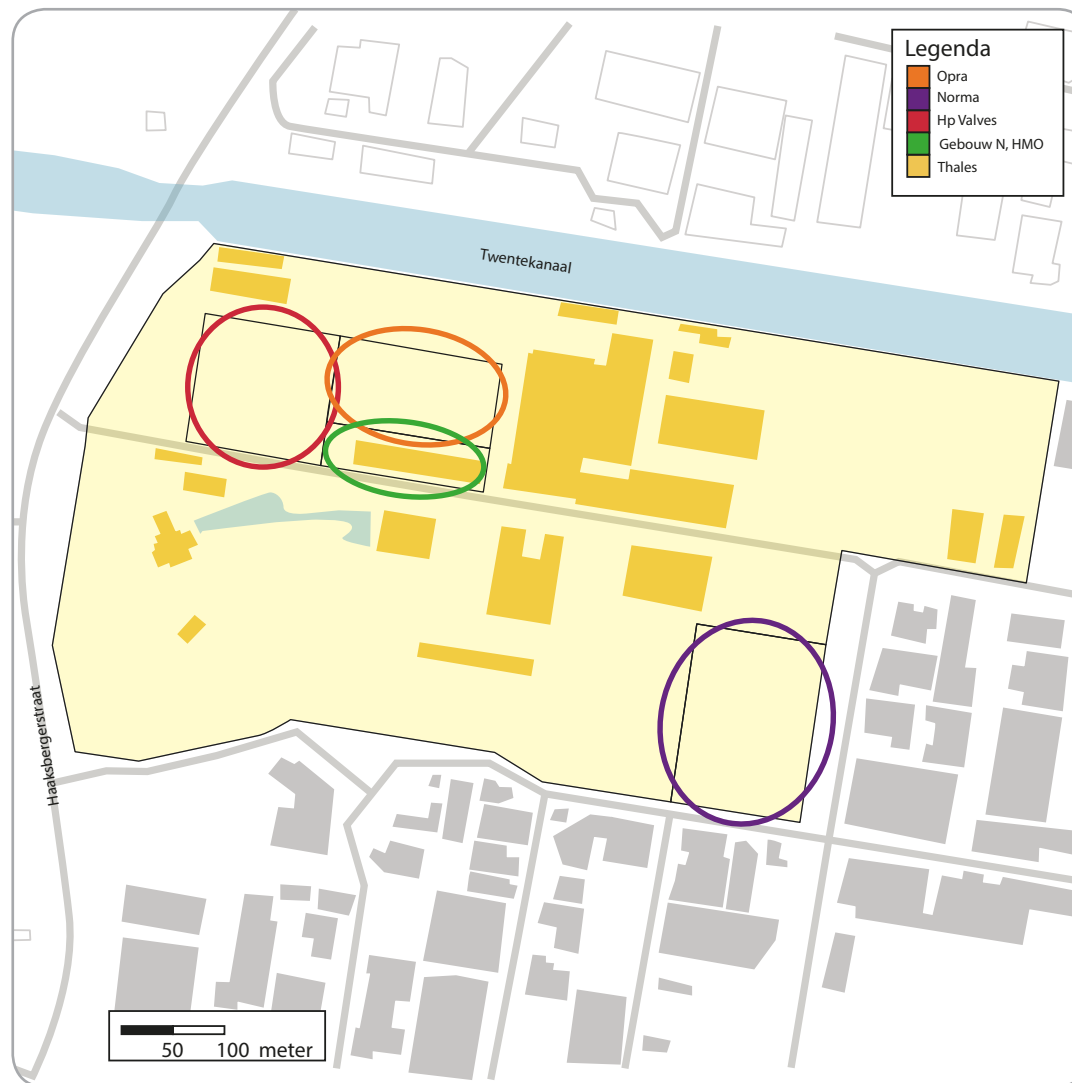 Legenda
Opra
Norma
Hp Valves
Gebouw N, HMO
Thales
Twentekanaal
Haaksbergerstraat
50 100 meter